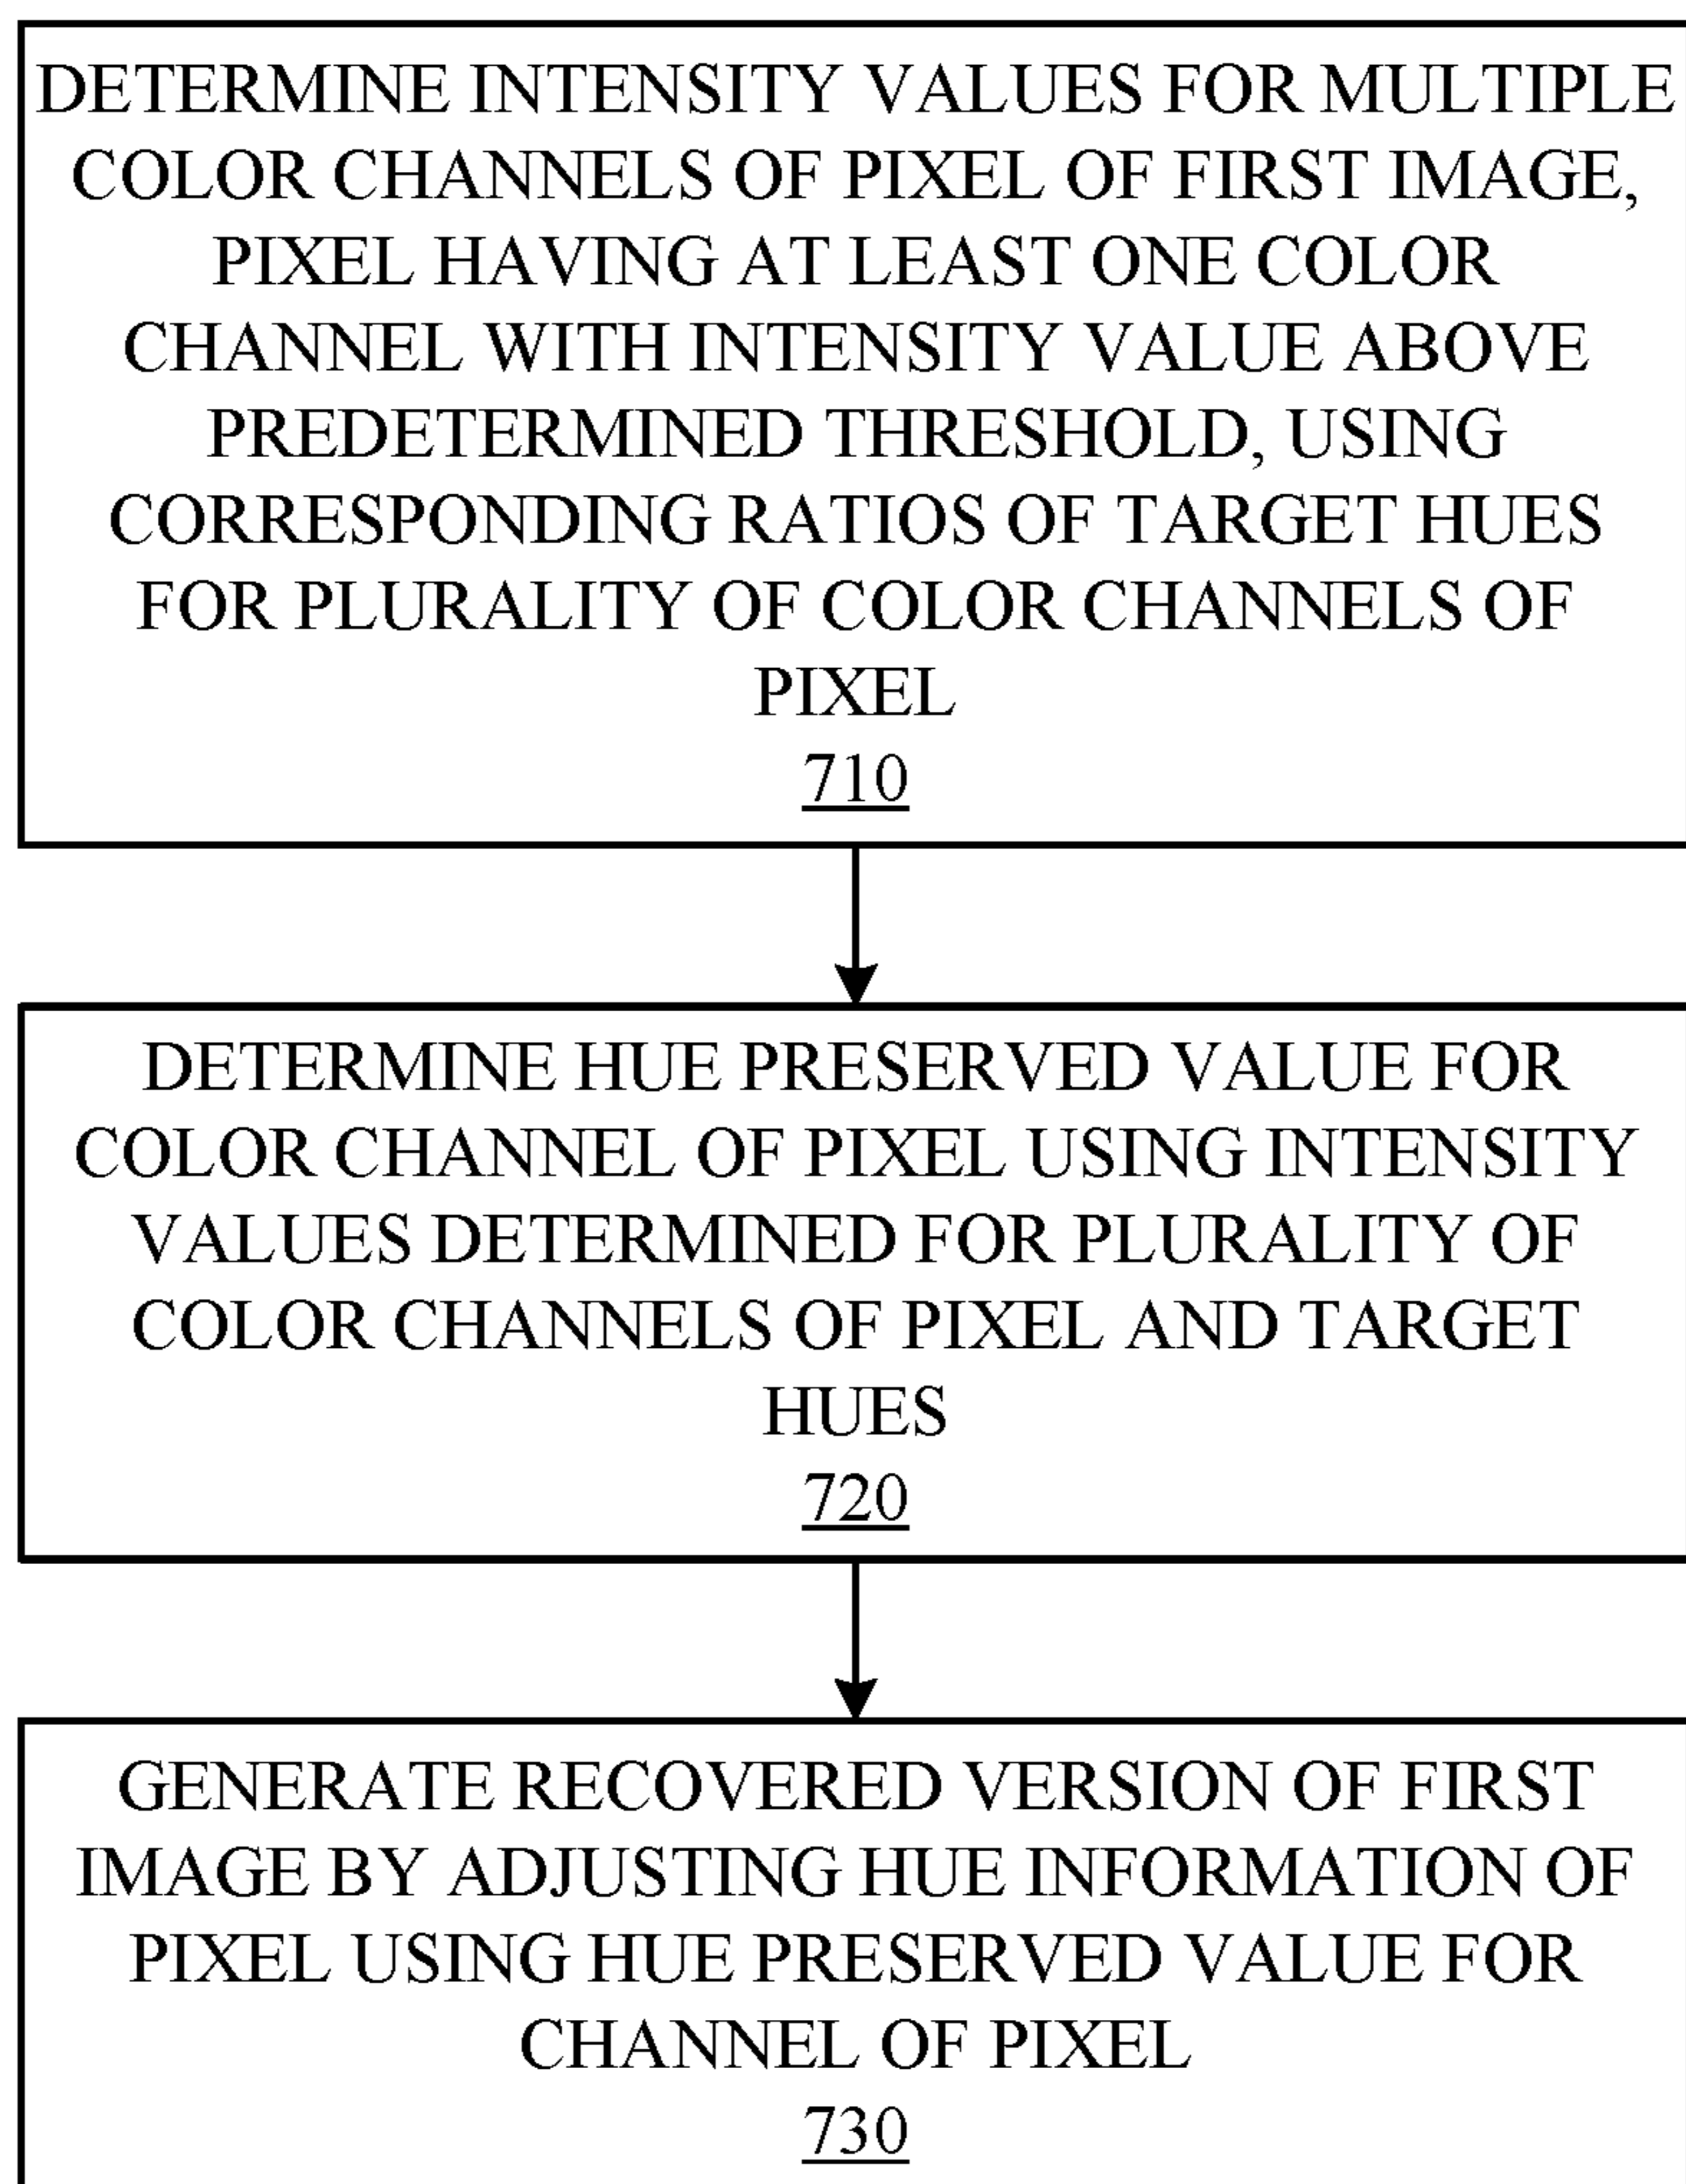 DETERMINE INTENSITY VALUES FOR MULTIPLE
COLOR CHANNELS OF PIXEL OF FIRST IMAGE,
PIXEL HAVING AT LEAST ONE COLOR
CHANNEL WITH INTENSITY VALUE ABOVE
PREDETERMINED THRESHOLD, USING
CORRESPONDING RATIOS OF TARGET HUES
FOR PLURALITY OF COLOR CHANNELS OF
PIXEL
710
DETERMINE HUE PRESERVED VALUE FOR
COLOR CHANNEL OF PIXEL USING INTENSITY
VALUES DETERMINED FOR PLURALITY OF
COLOR CHANNELS OF PIXEL AND TARGET
HUES
720
GENERATE RECOVERED VERSION OF FIRST
IMAGE BY ADJUSTING HUE INFORMATION OF
PIXEL USING HUE PRESERVED VALUE FOR
CHANNEL OF PIXEL
730